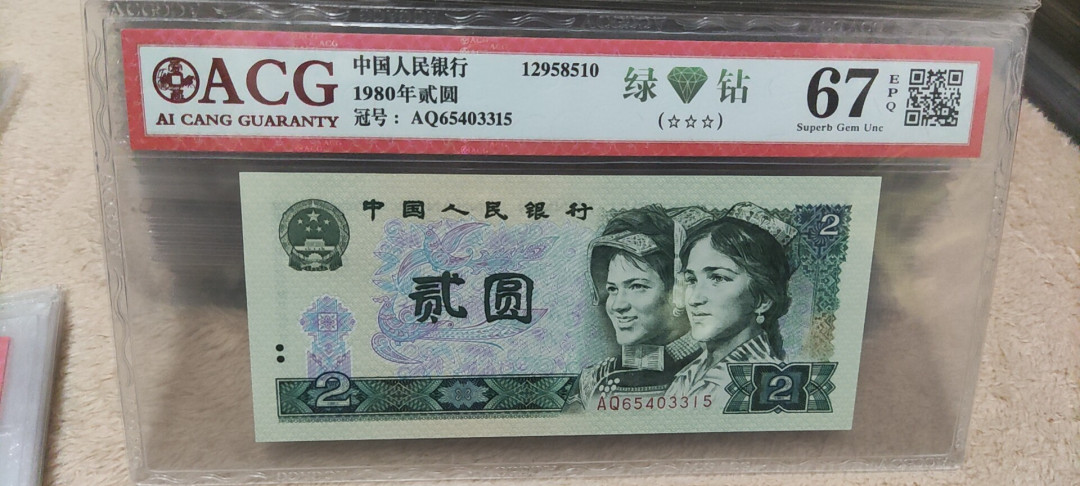 ACG
AI CANG GUARANTY
中国人民银行
12958510
1980年贰圆
冠号：AQ65403315
绿 钻
(☆☆☆)
67
EPQ
Superb Gem Unc
中国人民银行
2
贰圆
2
AQ65403315
2